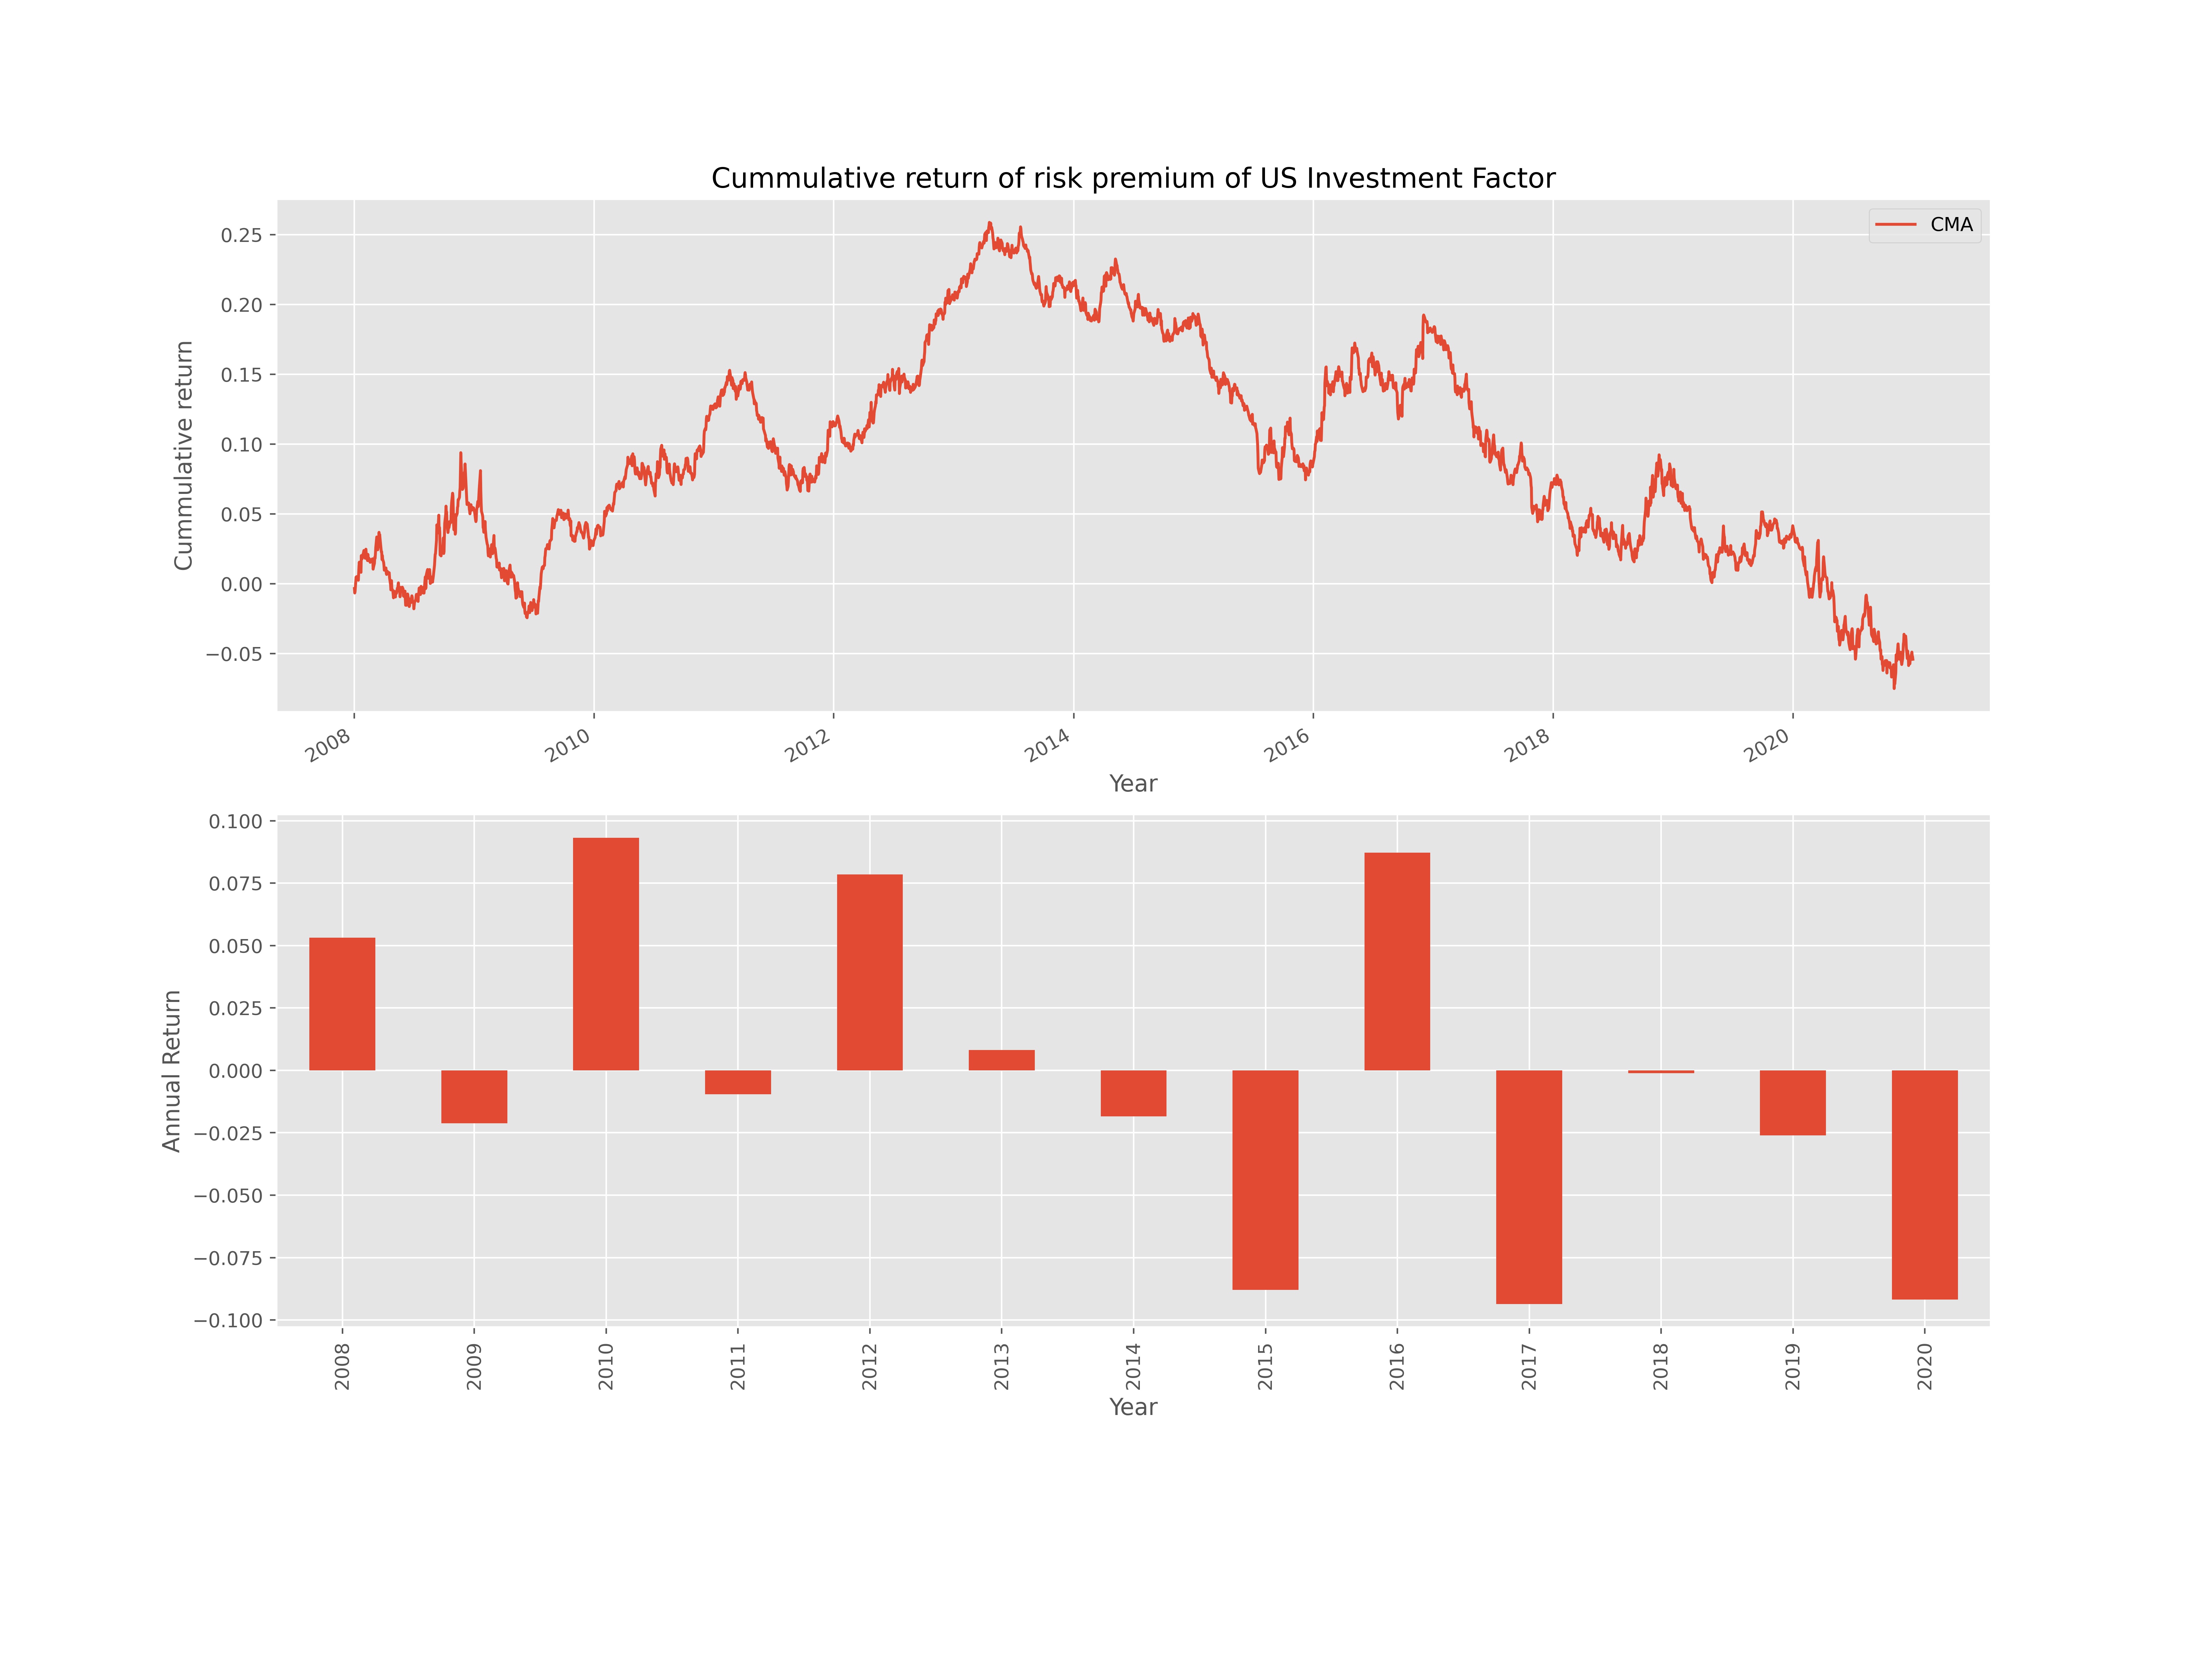 Cummulative return of risk premium of US Investment Factor
CMA
Cummulative return
0.25
0.20
0.15
0.10
0.05
0.00
−0.05
2008 2010 2012 2014 2016 2018 2020
Year
Annual Return
0.100
0.075
0.050
0.025
0.000
−0.025
−0.050
−0.075
−0.100
2008 2009 2010 2011 2012 2013 2014 2015 2016 2017 2018 2019 2020
Year